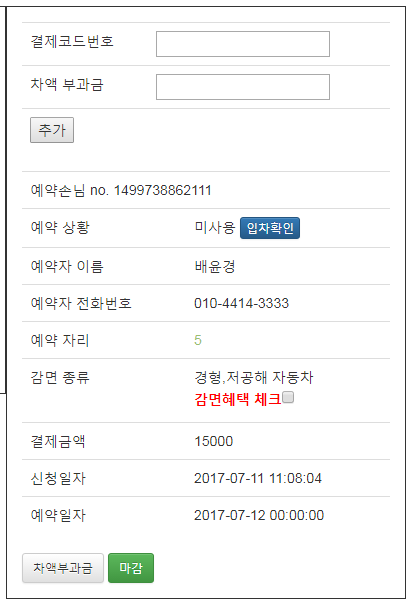 결제코드번호
차액 부과금
추가
예약손님 no. 1499738862111
예약 상황 미사용 입차확인
예약자 이름 배윤경
예약자 전화번호 010-4414-3333
예약 자리 5
감면 종류 경형,저공해 자동차
감면혜택 체크
결제금액 15000
신청일자 2017-07-11 11:08:04
예약일자 2017-07-12 00:00:00
차액부과금 마감